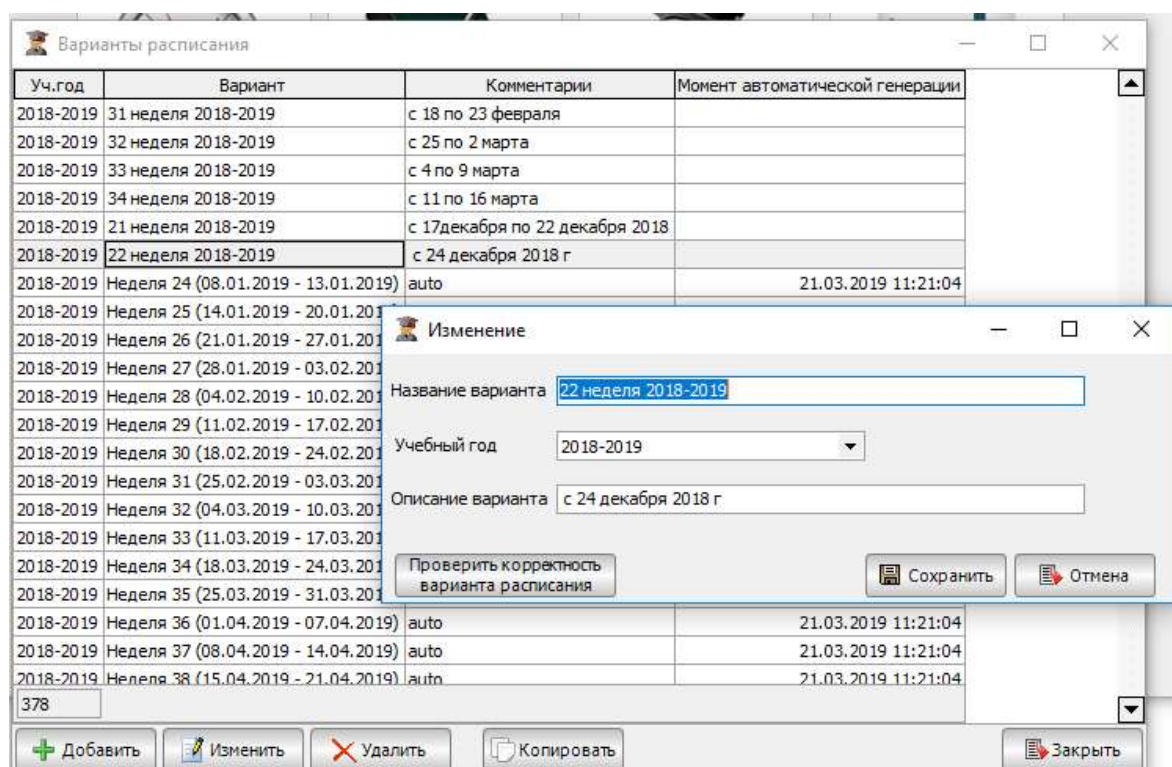 Варианты расписания
Уч.год Вариант Комментарии Момент автоматической генерации
2018-2019 31 неделя 2018-2019 с 18 по 23 февраля
2018-2019 32 неделя 2018-2019 с 25 по 2 марта
2018-2019 33 неделя 2018-2019 с 4 по 9 марта
2018-2019 34 неделя 2018-2019 с 11 по 16 марта
2018-2019 21 неделя 2018-2019 с 17декабря по 22 декабря 2018
2018-2019 22 неделя 2018-2019 с 24 декабря 2018 г
2018-2019 Неделя 24 (08.01.2019 - 13.01.2019) auto 21.03.2019 11:21:04
2018-2019 Неделя 25 (14.01.2019 - 20.01.201
2018-2019 Неделя 26 (21.01.2019 - 27.01.201
2018-2019 Неделя 27 (28.01.2019 - 03.02.201
2018-2019 Неделя 28 (04.02.2019 - 10.02.201
2018-2019 Неделя 29 (11.02.2019 - 17.02.201
2018-2019 Неделя 30 (18.02.2019 - 24.02.201
2018-2019 Неделя 31 (25.02.2019 - 03.03.201
2018-2019 Неделя 32 (04.03.2019 - 10.03.201
2018-2019 Неделя 33 (11.03.2019 - 17.03.201
2018-2019 Неделя 34 (18.03.2019 - 24.03.201
2018-2019 Неделя 35 (25.03.2019 - 31.03.201
2018-2019 Неделя 36 (01.04.2019 - 07.04.2019) auto 21.03.2019 11:21:04
2018-2019 Неделя 37 (08.04.2019 - 14.04.2019) auto 21.03.2019 11:21:04
2018-2019 Неделя 38 (15.04.2019 - 21.04.2019) auto 21.03.2019 11:21:04
378
Добавить Изменить Удалить Копировать Закрыть
Изменение
Название варианта 22 неделя 2018-2019
Учебный год 2018-2019
Описание варианта с 24 декабря 2018 г
Проверить корректность
варианта расписания
Сохранить Отмена